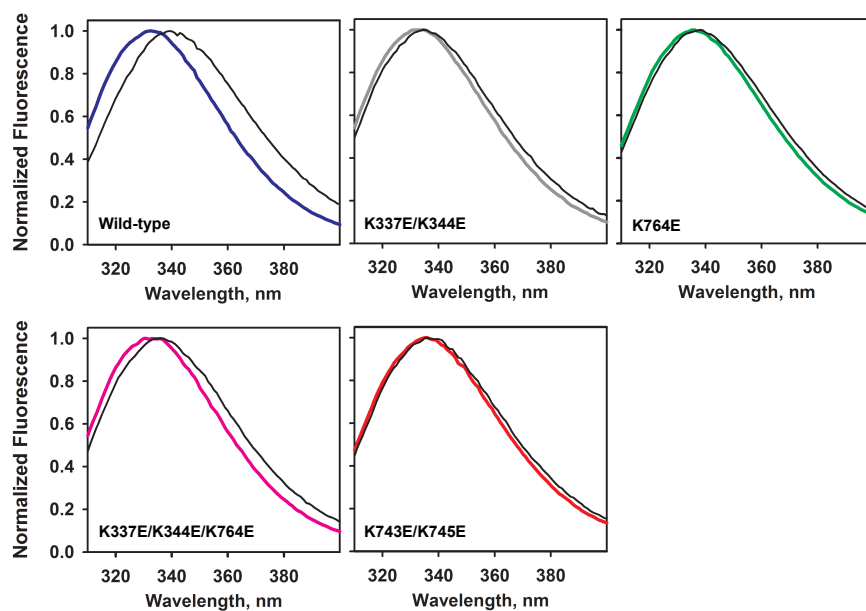 Normalized Fluorescence
1.0
0.8
0.6
0.4
0.2
0.0
Wild-type
320 340 360 380
Wavelength, nm
K337E/K344E
320 340 360 380
Wavelength, nm
K764E
320 340 360 380
Wavelength, nm
Normalized Fluorescence
1.0
0.8
0.6
0.4
0.2
0.0
K337E/K344E/K764E
320 340 360 380
Wavelength, nm
K743E/K745E
320 340 360 380
Wavelength, nm